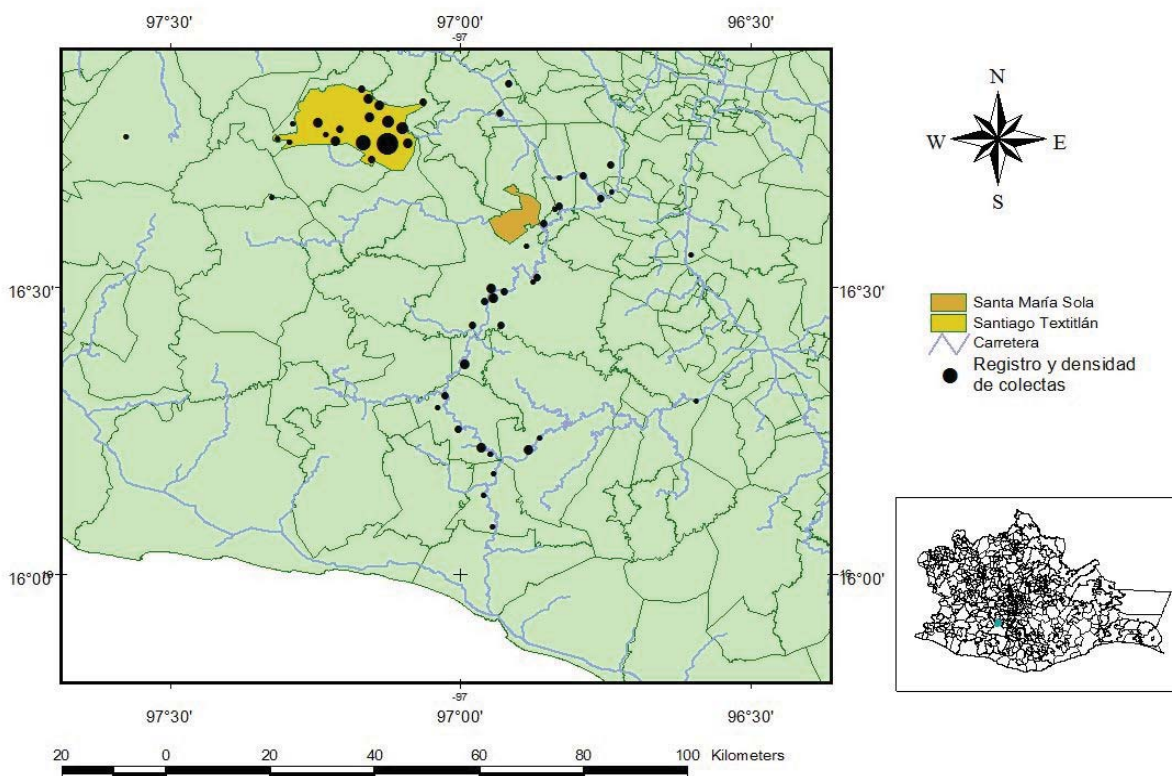 97°30' 97°00' 96°30'
-97
N
W E
S
16°30' 16°30'
Santa María Sola
Santiago Textitlán
Carretera
Registro y densidad
de colectas
16°00' 16°00'
-97
97°30' 97°00' 96°30'
20 0 20 40 60 80 100 Kilometers